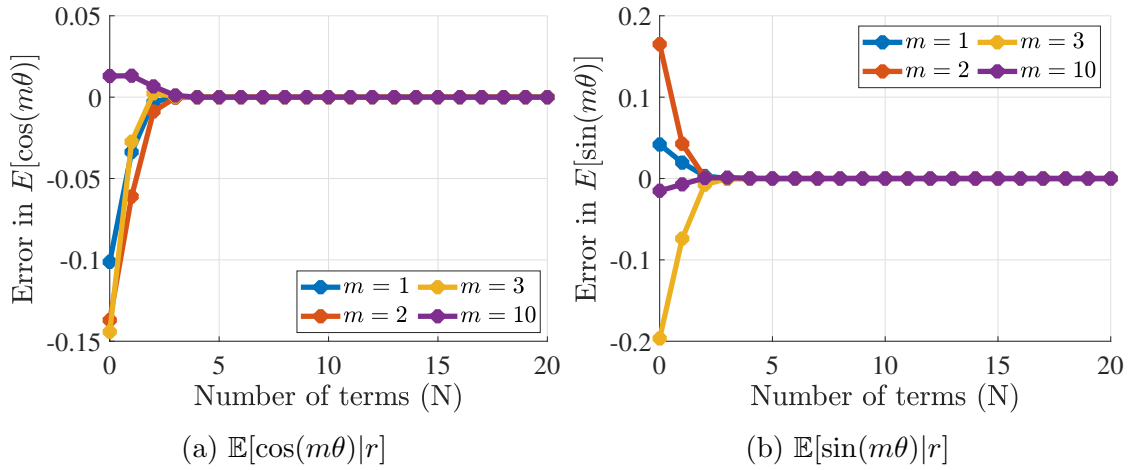 0.05
0
-0.05
-0.1
-0.15
Error in E[cos(mθ)]
m = 1
m = 3
m = 2
m = 10
0 5 10 15 20
Number of terms (N)
(a) 𝔼[cos(mθ)|r]
0.2
0.1
0
-0.1
-0.2
Error in E[sin(mθ)]
m = 1
m = 3
m = 2
m = 10
0 5 10 15 20
Number of terms (N)
(b) 𝔼[sin(mθ)|r]